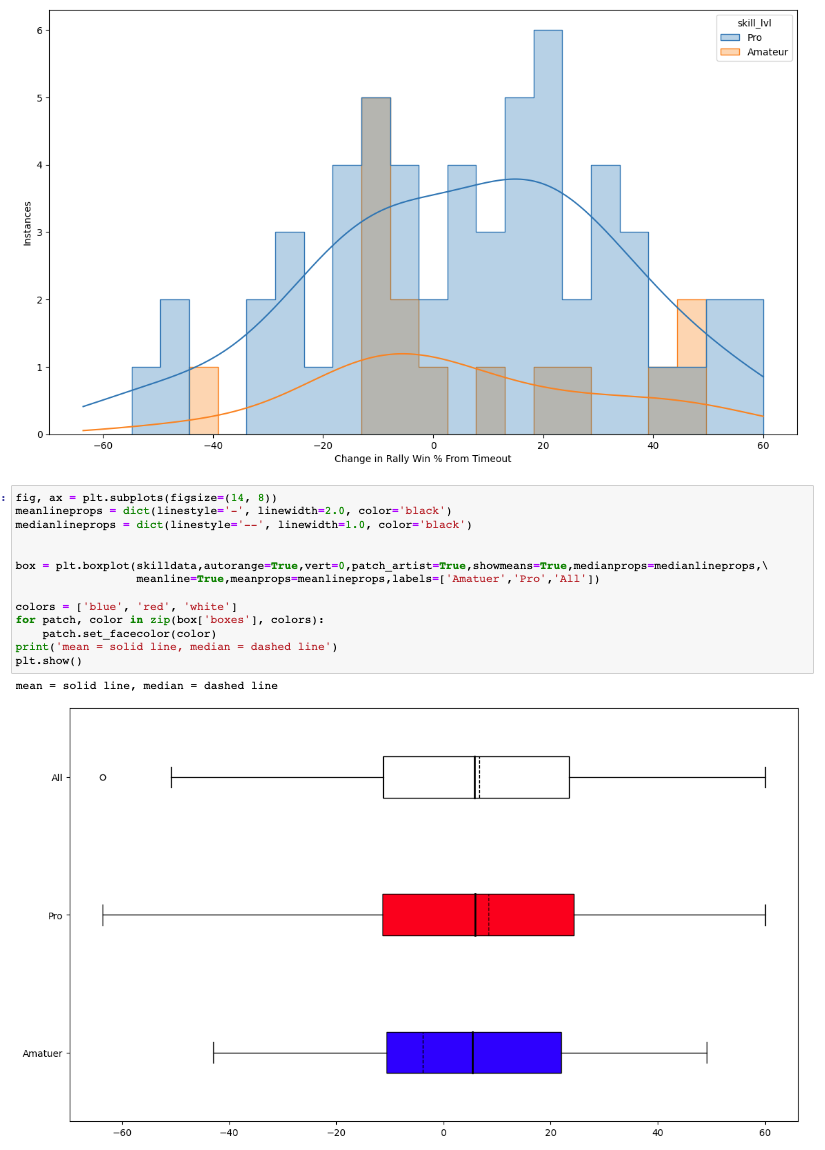 skill_lvl
Pro
Amateur
6
5
4
3
2
1
0
Instances
−60
−40
−20
0
20
40
60
Change in Rally Win % From Timeout
: fig, ax = plt.subplots(figsize=(14, 8))
meanlineprops = dict(linestyle='-', linewidth=2.0, color='black')
medianlineprops = dict(linestyle='--', linewidth=1.0, color='black')
box = plt.boxplot(skilldata,autorange=True,vert=0,patch_artist=True,showmeans=True,medianprops=medianlineprops,\
meanline=True,meanprops=meanlineprops,labels=['Amatuer','Pro','All'])
colors = ['blue', 'red', 'white']
for patch, color in zip(box['boxes'], colors):
patch.set_facecolor(color)
print('mean = solid line, median = dashed line')
plt.show()
mean = solid line, median = dashed line
All
Pro
Amatuer
−60
−40
−20
0
20
40
60